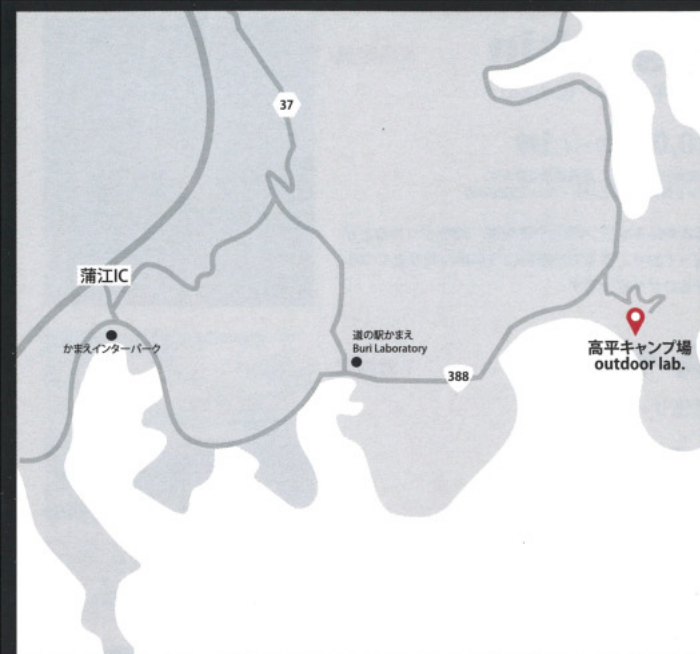 37
蒲江IC
かまえインターパーク
道の駅かまえ
Buri Laboratory
388
高平キャンプ場
outdoor lab.